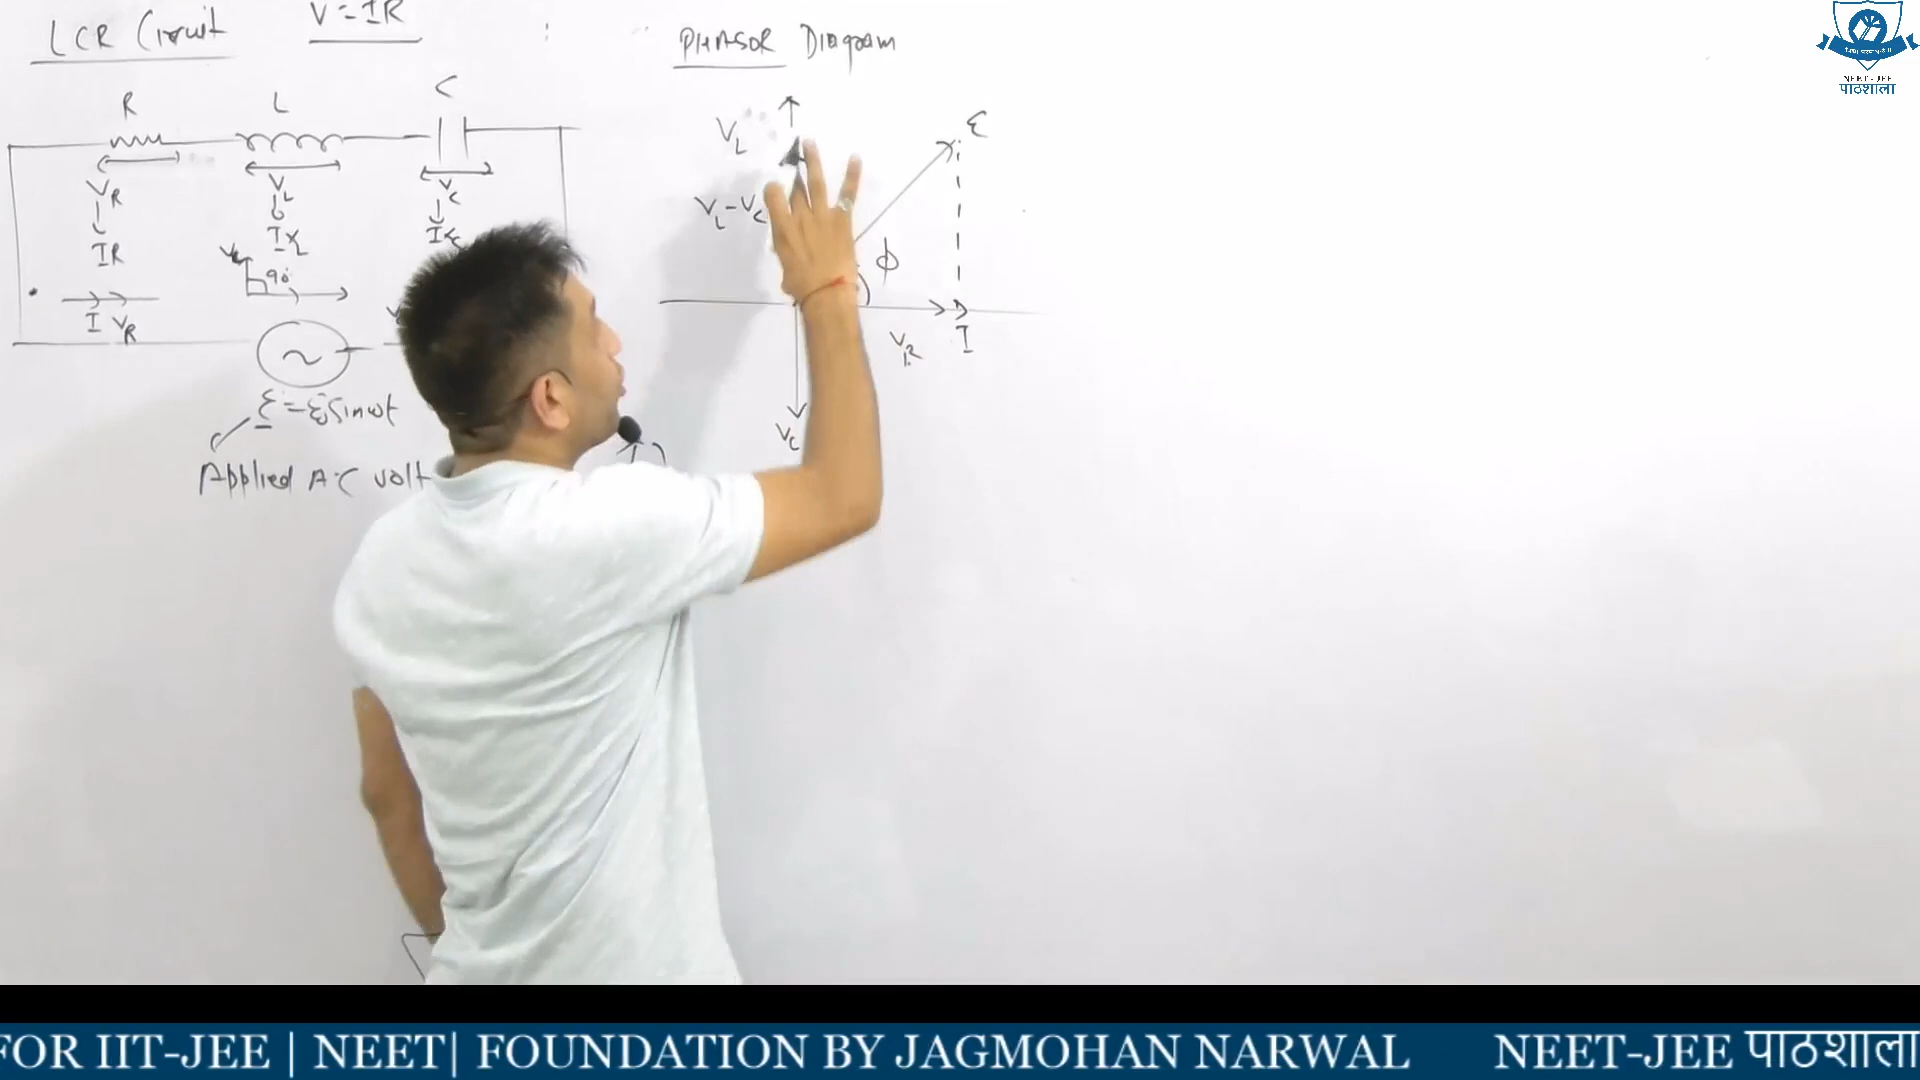 LCR Circuit
V = IR
R
L
C
V_R
V_L
V_C
IR
IX_L
90°
I
V_R
~
ε = ε₀ Sin ωt
Applied A.C volt
PHASOR Diagram
V_L
V_L - V_C
ε
ϕ
V_R
I
V_C
NEET - JEE
पाठशाला
FOR IIT-JEE | NEET| FOUNDATION BY JAGMOHAN NARWAL
NEET-JEE पाठशाला